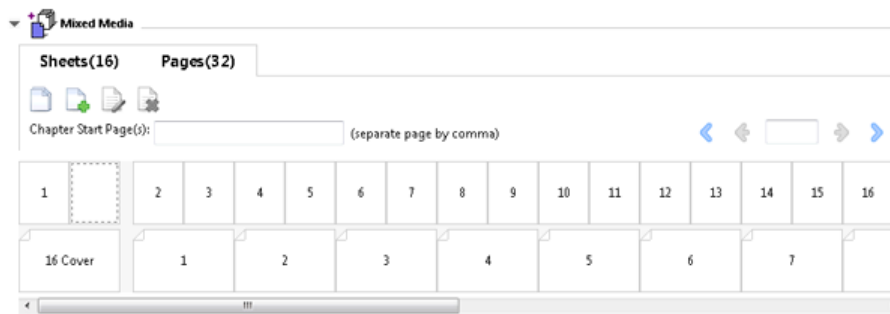 Mixed Media
Sheets(16) Pages(32)
Chapter Start Page(s): (separate page by comma)
1 2 3 4 5 6 7 8 9 10 11 12 13 14 15 16
16 Cover 1 2 3 4 5 6 7